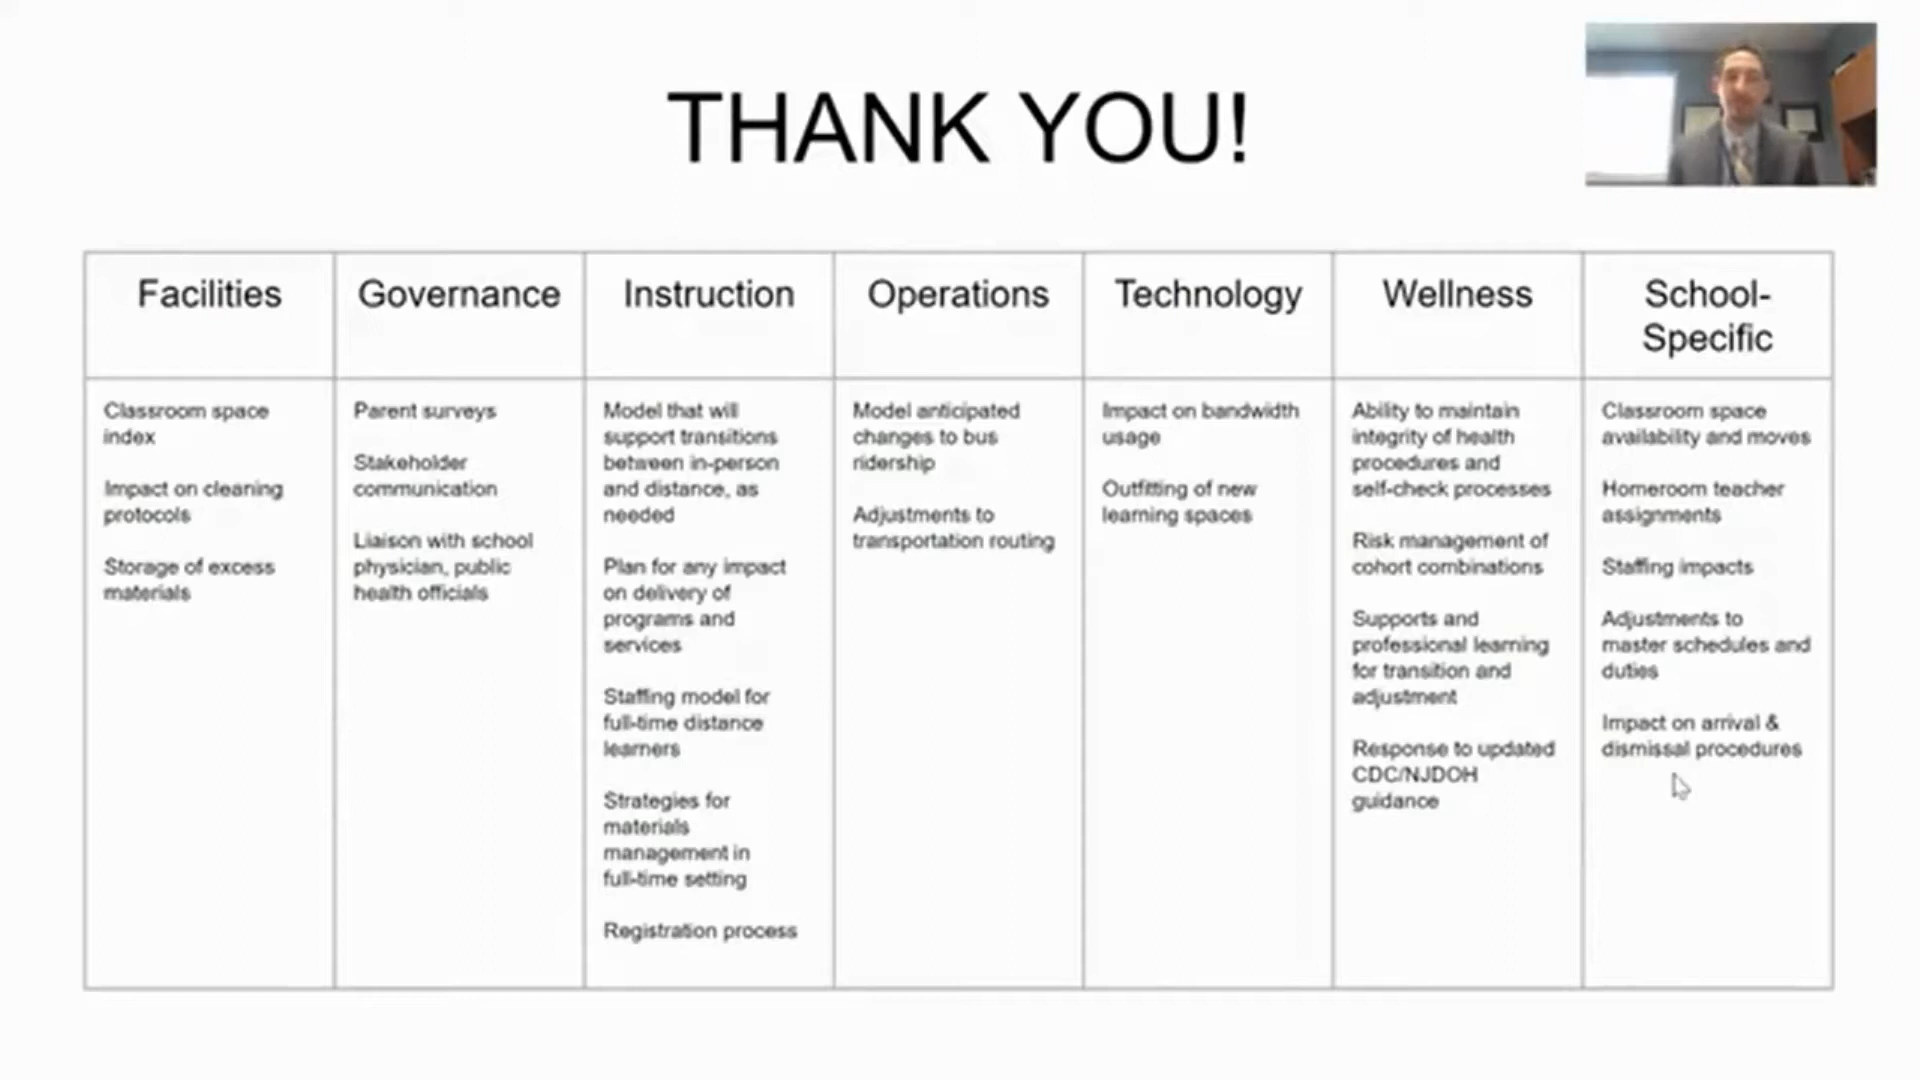 THANK YOU!
Facilities
Governance
Instruction
Operations
Technology
Wellness
School-
Specific
Classroom space
index
Impact on cleaning
protocols
Storage of excess
materials
Parent surveys
Stakeholder
communication
Liaison with school
physician, public
health officials
Model that will
support transitions
between in-person
and distance, as
needed
Plan for any impact
on delivery of
programs and
services
Staffing model for
full-time distance
learners
Strategies for
materials
management in
full-time setting
Registration process
Model anticipated
changes to bus
ridership
Adjustments to
transportation routing
Impact on bandwidth
usage
Outfitting of new
learning spaces
Ability to maintain
integrity of health
procedures and
self-check processes
Risk management of
cohort combinations
Supports and
professional learning
for transition and
adjustment
Response to updated
CDC/NJDOH
guidance
Classroom space
availability and moves
Homeroom teacher
assignments
Staffing impacts
Adjustments to
master schedules and
duties
Impact on arrival &
dismissal procedures